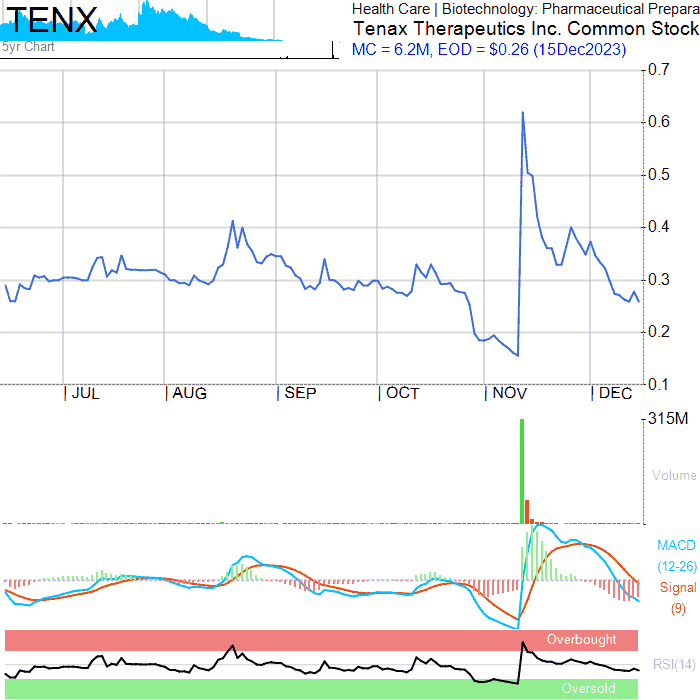 TENX
5yr Chart
Health Care | Biotechnology: Pharmaceutical Prepara
Tenax Therapeutics Inc. Common Stock
MC = 6.2M, EOD = $0.26 (15Dec2023)
0.7
0.6
0.5
0.4
0.3
0.2
0.1
JUL AUG SEP OCT NOV DEC
315M
Volume
MACD
(12-26)
Signal
(9)
Overbought
RSI(14)
Oversold